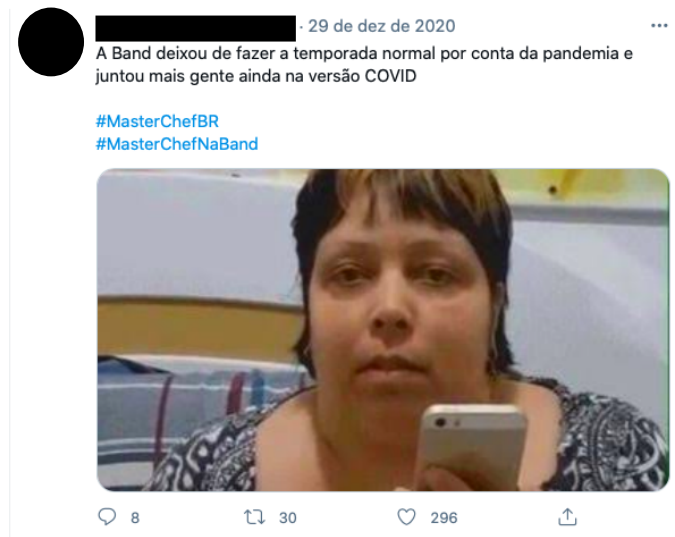 · 29 de dez de 2020
A Band deixou de fazer a temporada normal por conta da pandemia e
juntou mais gente ainda na versão COVID
#MasterChefBR
#MasterChefNaBand
8 30 296